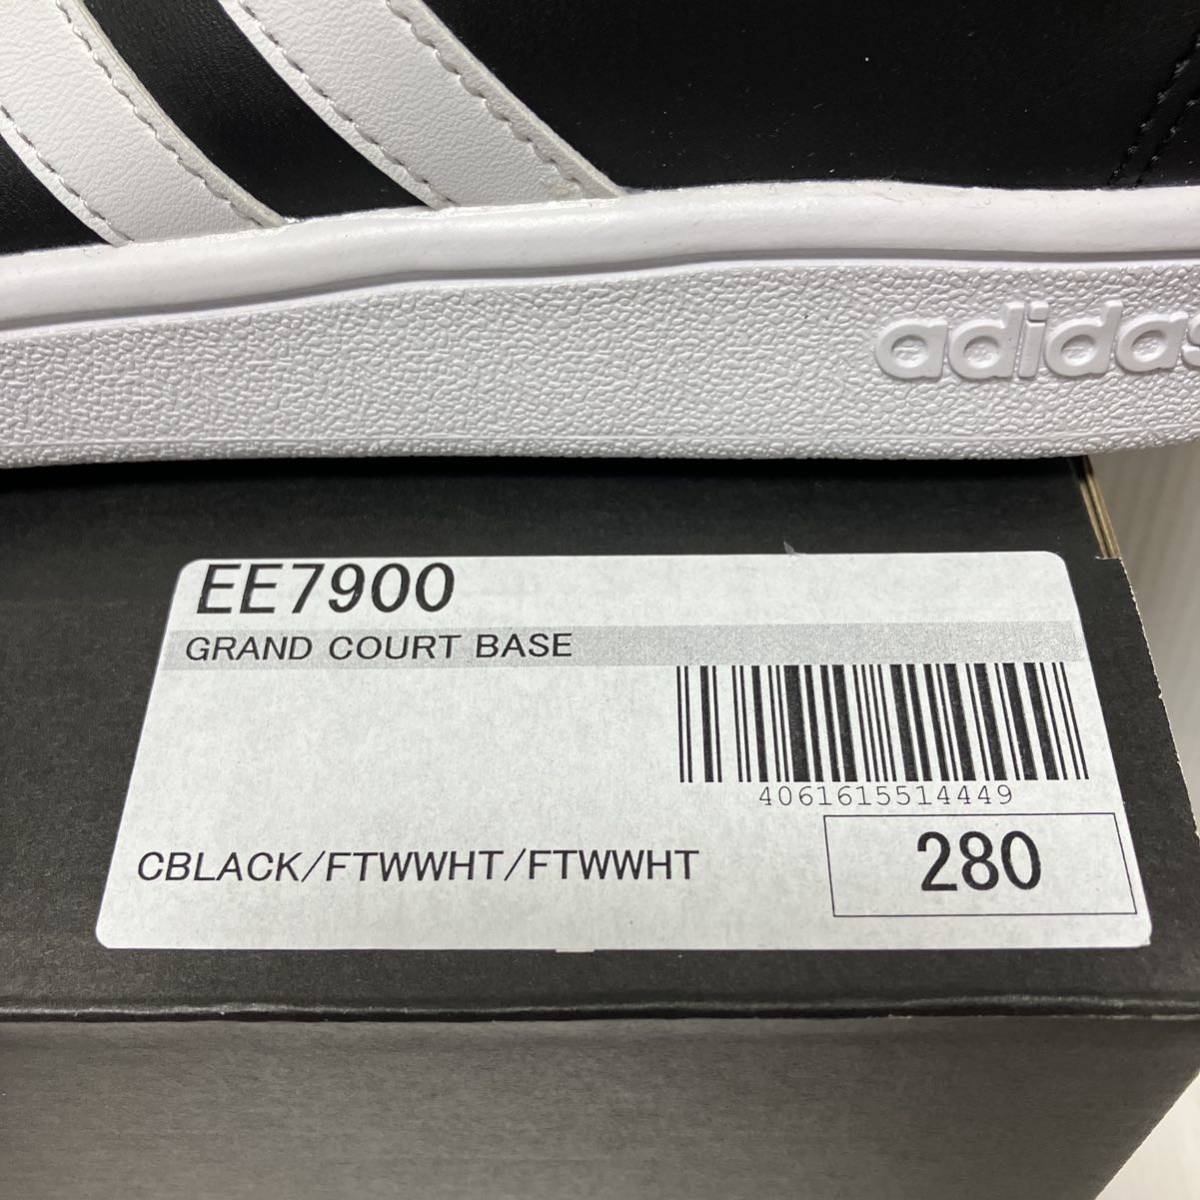 adidas
EE7900
GRAND COURT BASE
4061615514449
CBLACK/FTWWHT/FTWWHT
280